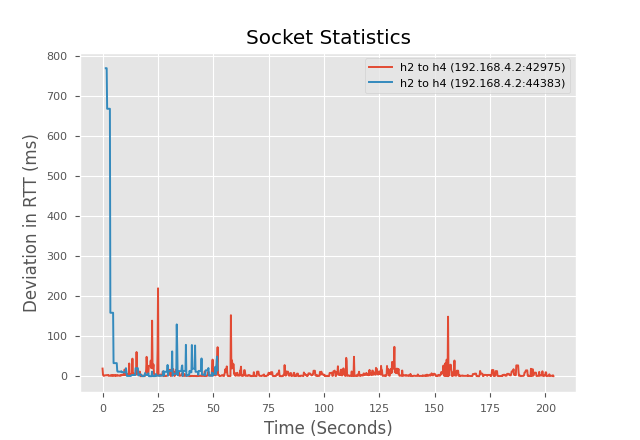 Socket Statistics
h2 to h4 (192.168.4.2:42975)
h2 to h4 (192.168.4.2:44383)
Deviation in RTT (ms)
800
700
600
500
400
300
200
100
0
0 25 50 75 100 125 150 175 200
Time (Seconds)